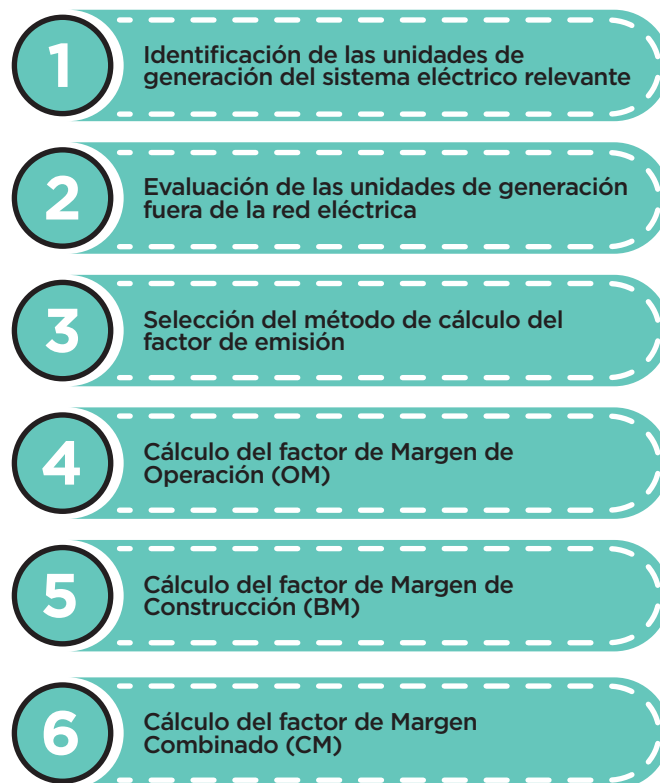 1
Identificación de las unidades de
generación del sistema eléctrico relevante
2
Evaluación de las unidades de generación
fuera de la red eléctrica
3
Selección del método de cálculo del
factor de emisión
4
Cálculo del factor de Margen de
Operación (OM)
5
Cálculo del factor de Margen de
Construcción (BM)
6
Cálculo del factor de Margen
Combinado (CM)